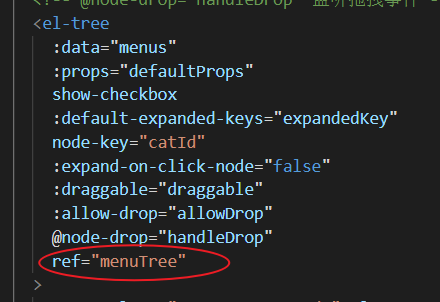 <!-- @node-drop="handleDrop" 监听拖拽事件 -
<el-tree
:data="menus"
:props="defaultProps"
show-checkbox
:default-expanded-keys="expandedKey"
node-key="catId"
:expand-on-click-node="false"
:draggable="draggable"
:allow-drop="allowDrop"
@node-drop="handleDrop"
ref="menuTree"
>